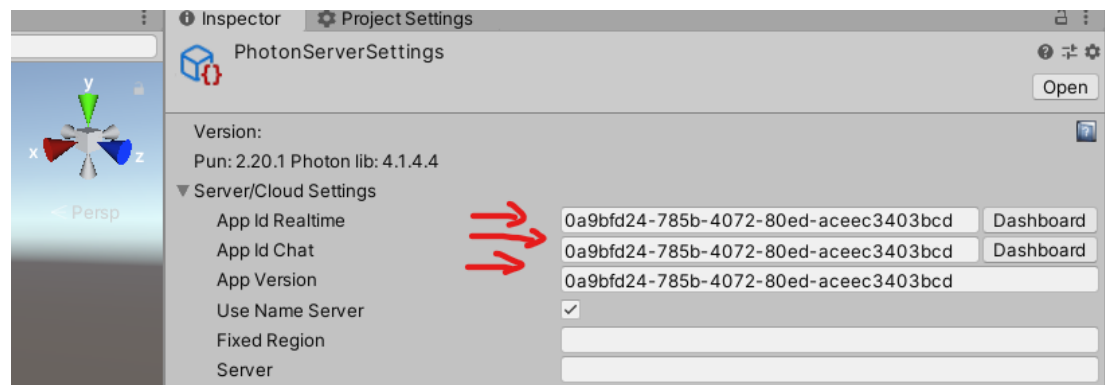 Inspector Project Settings
PhotonServerSettings
Open
y
x
z
Persp
Version:
Pun: 2.20.1 Photon lib: 4.1.4.4
Server/Cloud Settings
App Id Realtime 0a9bfd24-785b-4072-80ed-aceec3403bcd Dashboard
App Id Chat 0a9bfd24-785b-4072-80ed-aceec3403bcd Dashboard
App Version 0a9bfd24-785b-4072-80ed-aceec3403bcd
Use Name Server
Fixed Region
Server